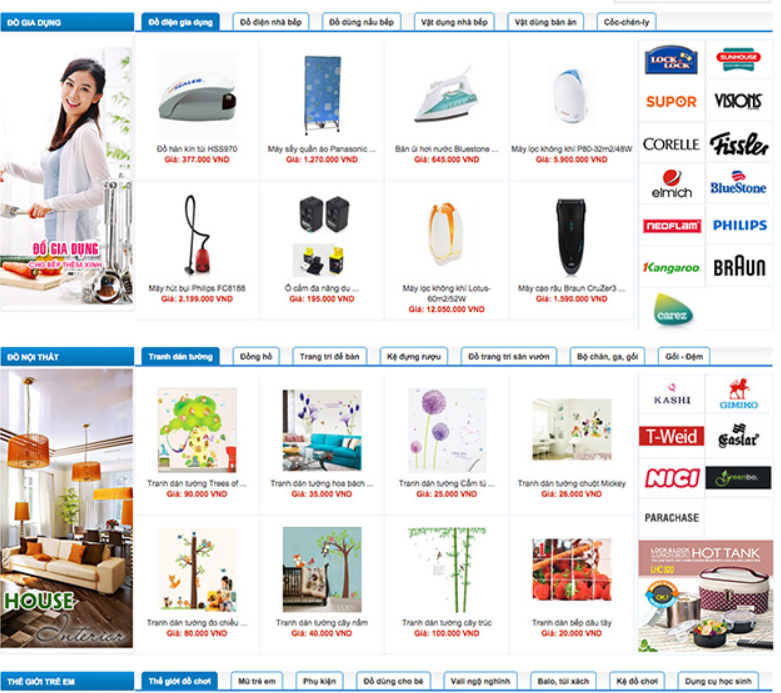 ĐỒ GIA DỤNG
Đồ điện gia dụng
Đồ điện nhà bếp
Đồ dùng nấu bếp
Vật dụng nhà bếp
Vật dùng bàn ăn
Cốc-chén-ly
ĐỒ GIA DỤNG
CHO BẾP THÊM XINH
SEALER
Đồ hàn kín túi HSS970
Giá: 377.000 VND
Máy sấy quần áo Panasonic ...
Giá: 1.270.000 VND
Bàn ủi hơi nước Bluestone ...
Giá: 645.000 VND
Máy lọc không khí P80-32m2/48W
Giá: 5.900.000 VND
Máy hút bụi Philips FC8188
Giá: 2.199.000 VND
Ổ cắm đa năng du ...
Giá: 195.000 VND
Máy lọc không khí Lotus-
60m2/52W
Giá: 12.050.000 VND
Máy cạo râu Braun CruZer3 ...
Giá: 1.590.000 VND
LOCK&LOCK
SUNHOUSE
SUPOR
VISIONS
CORELLE
Fissler
elmich
BlueStone
NEOFLAM
PHILIPS
Kangaroo
BRAUN
carez
ĐỒ NỘI THẤT
Tranh dán tường
Đồng hồ
Trang trí để bàn
Kệ đựng rượu
Đồ trang trí sân vườn
Bộ chăn, ga, gối
Gối - Đệm
HOUSE
Interior
Tranh dán tường Trees of ...
Giá: 90.000 VND
Tranh dán tường hoa bách ...
Giá: 35.000 VND
Tranh dán tường Cẩm tú ...
Giá: 25.000 VND
Tranh dán tường chuột Mickey
Giá: 26.000 VND
Tranh dán tường đo chiều ...
Giá: 80.000 VND
Tranh dán tường cây nấm
Giá: 40.000 VND
Tranh dán tường cây trúc
Giá: 100.000 VND
Tranh dán bếp dâu tây
Giá: 20.000 VND
KASHI
GIMIKO
T-Weid
Eastar
NICI
Greenbo.
PARACHASE
LOCK&LOCK
LUNCH BOX HOT TANK
LHC 920
OK!
THẾ GIỚI TRẺ EM
Thế giới đồ chơi
Mũ trẻ em
Phụ kiện
Đồ dùng cho bé
Vali ngộ nghĩnh
Balo, túi xách
Kệ đồ chơi
Dụng cụ học sinh